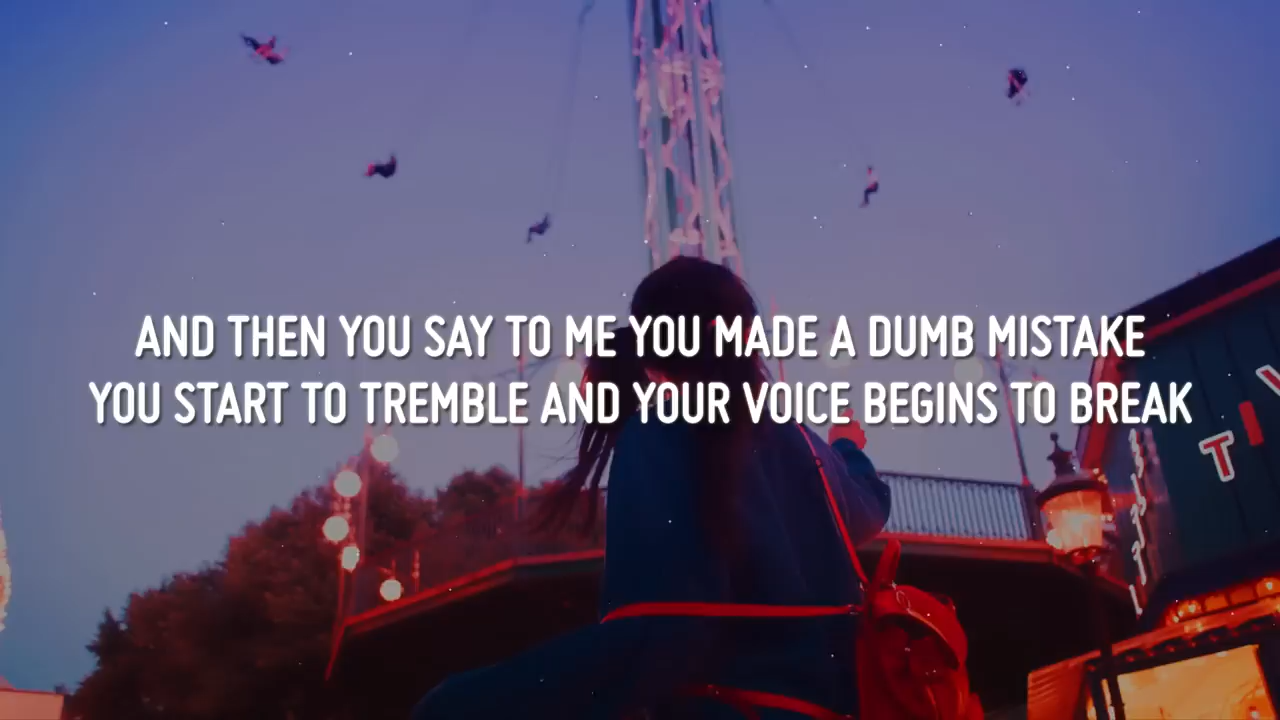 AND THEN YOU SAY TO ME YOU MADE A DUMB MISTAKE
YOU START TO TREMBLE AND YOUR VOICE BEGINS TO BREAK
TI